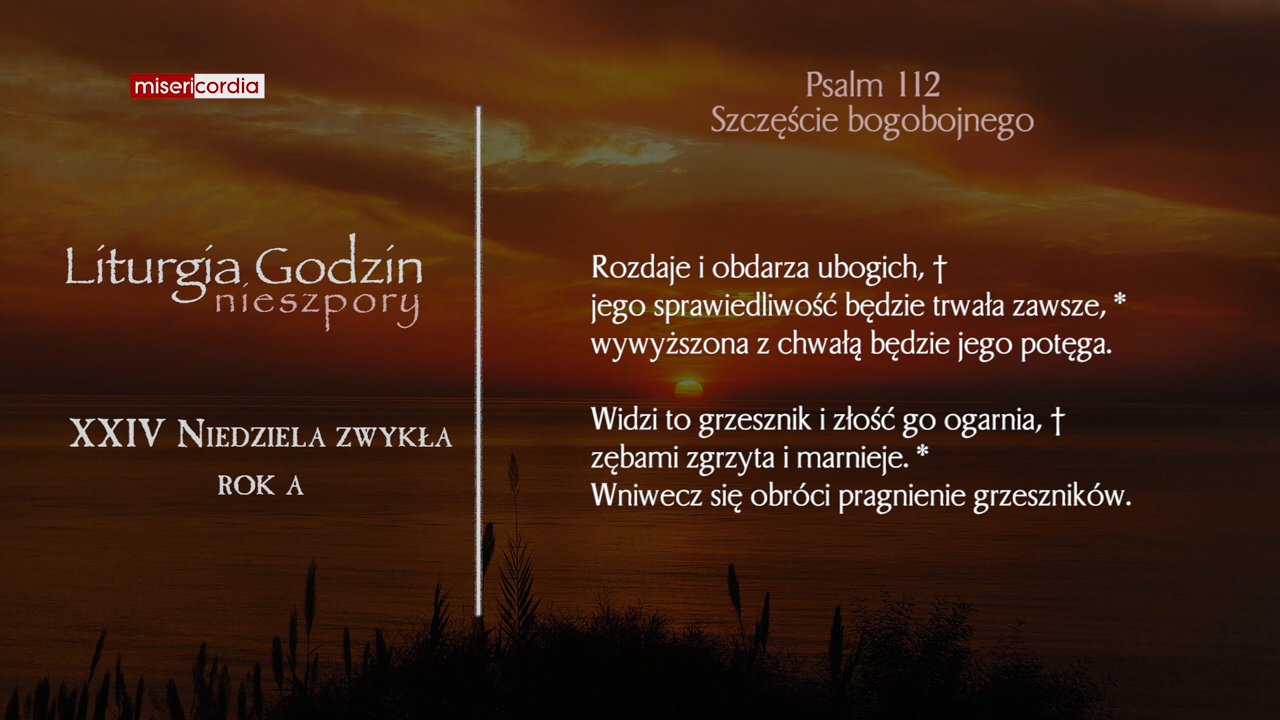 misericordia
Psalm 112
Szczęście bogobojnego
Liturgia Godzin
nieszpory
XXIV Niedziela zwykła
rok A
Rozdaje i obdarza ubogich, †
jego sprawiedliwość będzie trwała zawsze, *
wywyższona z chwałą będzie jego potęga.
Widzi to grzesznik i złość go ogarnia, †
zębami zgrzyta i marnieje. *
Wniwecz się obróci pragnienie grzeszników.